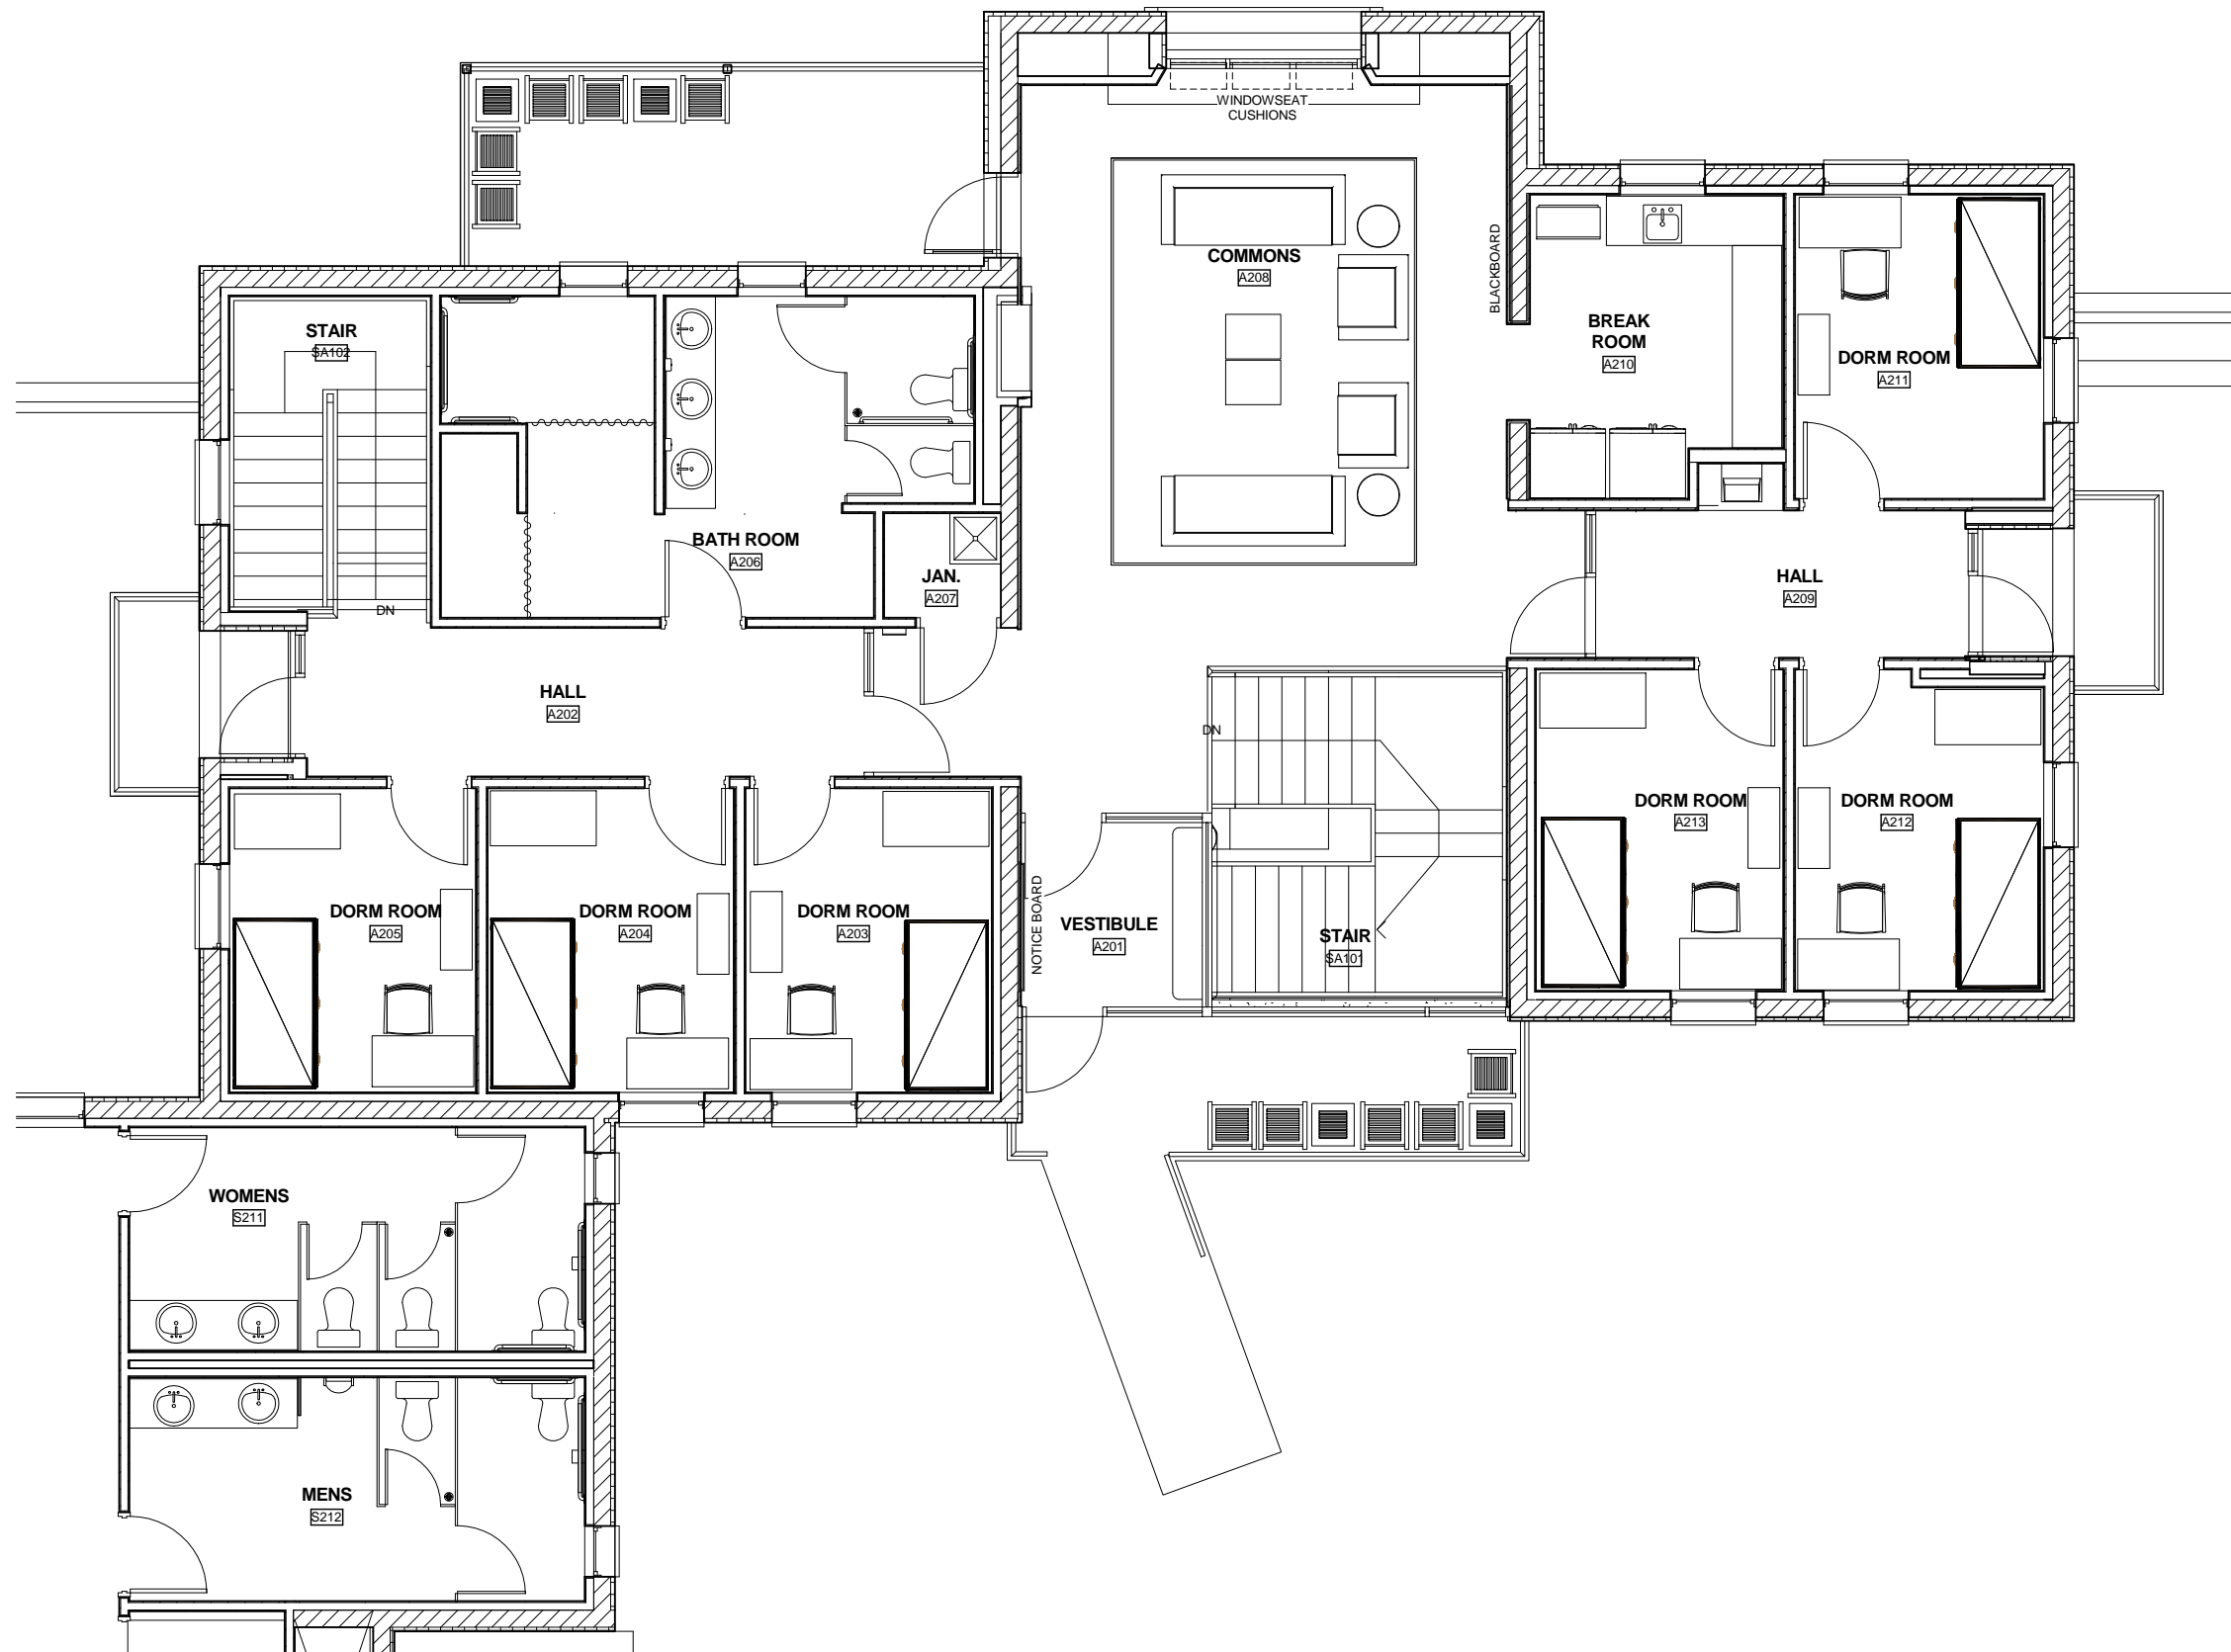 WINDOWSEAT
CUSHIONS
COMMONS
A208
BLACKBOARD
STAIR
SA102
DN
BREAK
ROOM
A210
DORM ROOM
A211
BATH ROOM
A206
JAN.
A207
HALL
A209
HALL
A202
DN
DORM ROOM
A213
DORM ROOM
A212
DORM ROOM
A205
DORM ROOM
A204
DORM ROOM
A203
NOTICE BOARD
VESTIBULE
A201
STAIR
SA101
WOMENS
S211
MENS
S212